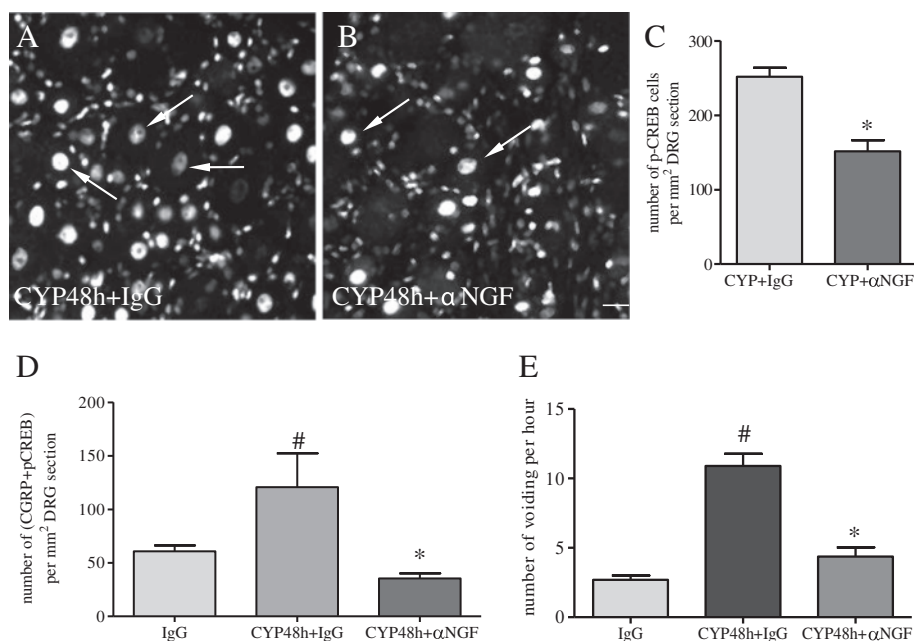 A
CYP48h+IgG
B
CYP48h+α NGF
C
number of p-CREB cells
per mm² DRG section
300
200
100
0
CYP+IgG
CYP+αNGF
*
D
number of (CGRP+pCREB)
per mm² DRG section
200
150
100
50
0
#
*
IgG
CYP48h+IgG
CYP48h+αNGF
E
number of voiding per hour
15
10
5
0
#
*
IgG
CYP48h+IgG
CYP48h+αNGF